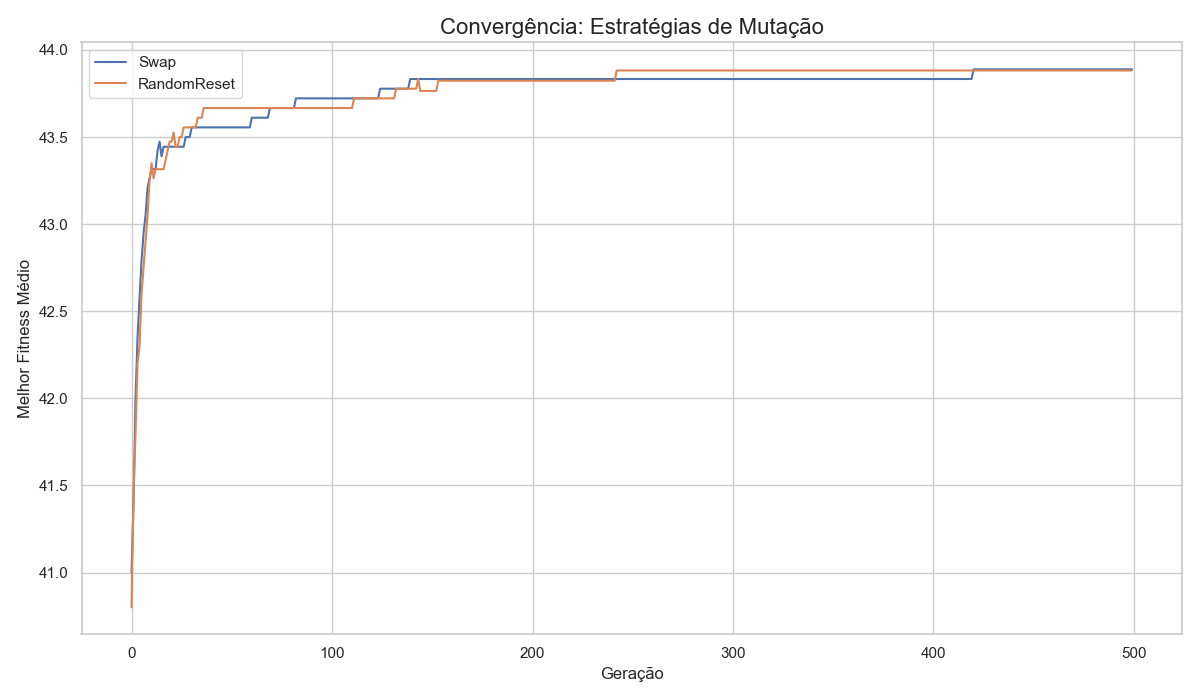 Convergência: Estratégias de Mutação
Swap
RandomReset
Melhor Fitness Médio
44.0
43.5
43.0
42.5
42.0
41.5
41.0
0
100
200
300
400
500
Geração